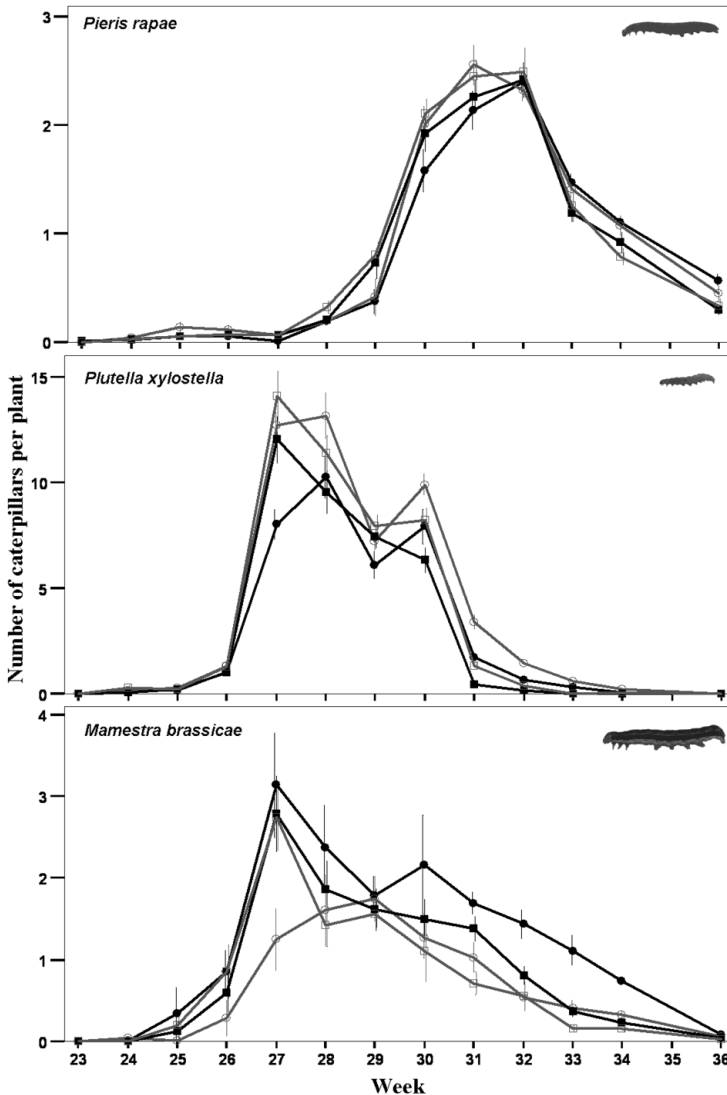 Pieris rapae
3
2
1
0
Plutella xylostella
15
10
5
0
Number of caterpillars per plant
Mamestra brassicae
4
3
2
1
0
23 24 25 26 27 28 29 30 31 32 33 34 36
Week